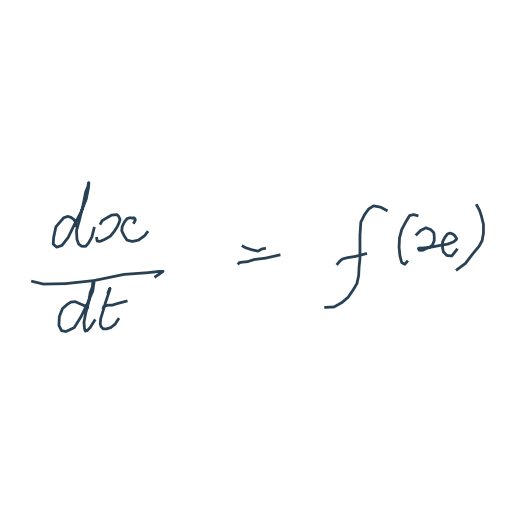 dx/dt = f(x)